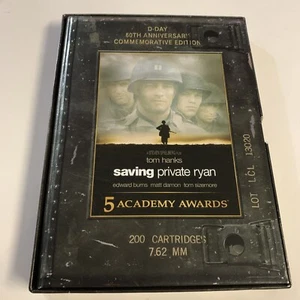 D-DAY
60TH ANNIVERSARY
COMMEMORATIVE EDITION
tom hanks
saving private ryan
edward burns matt damon tom sizemore
5 ACADEMY AWARDS
LOT LCL 13020
200 CARTRIDGES
7.62 MM